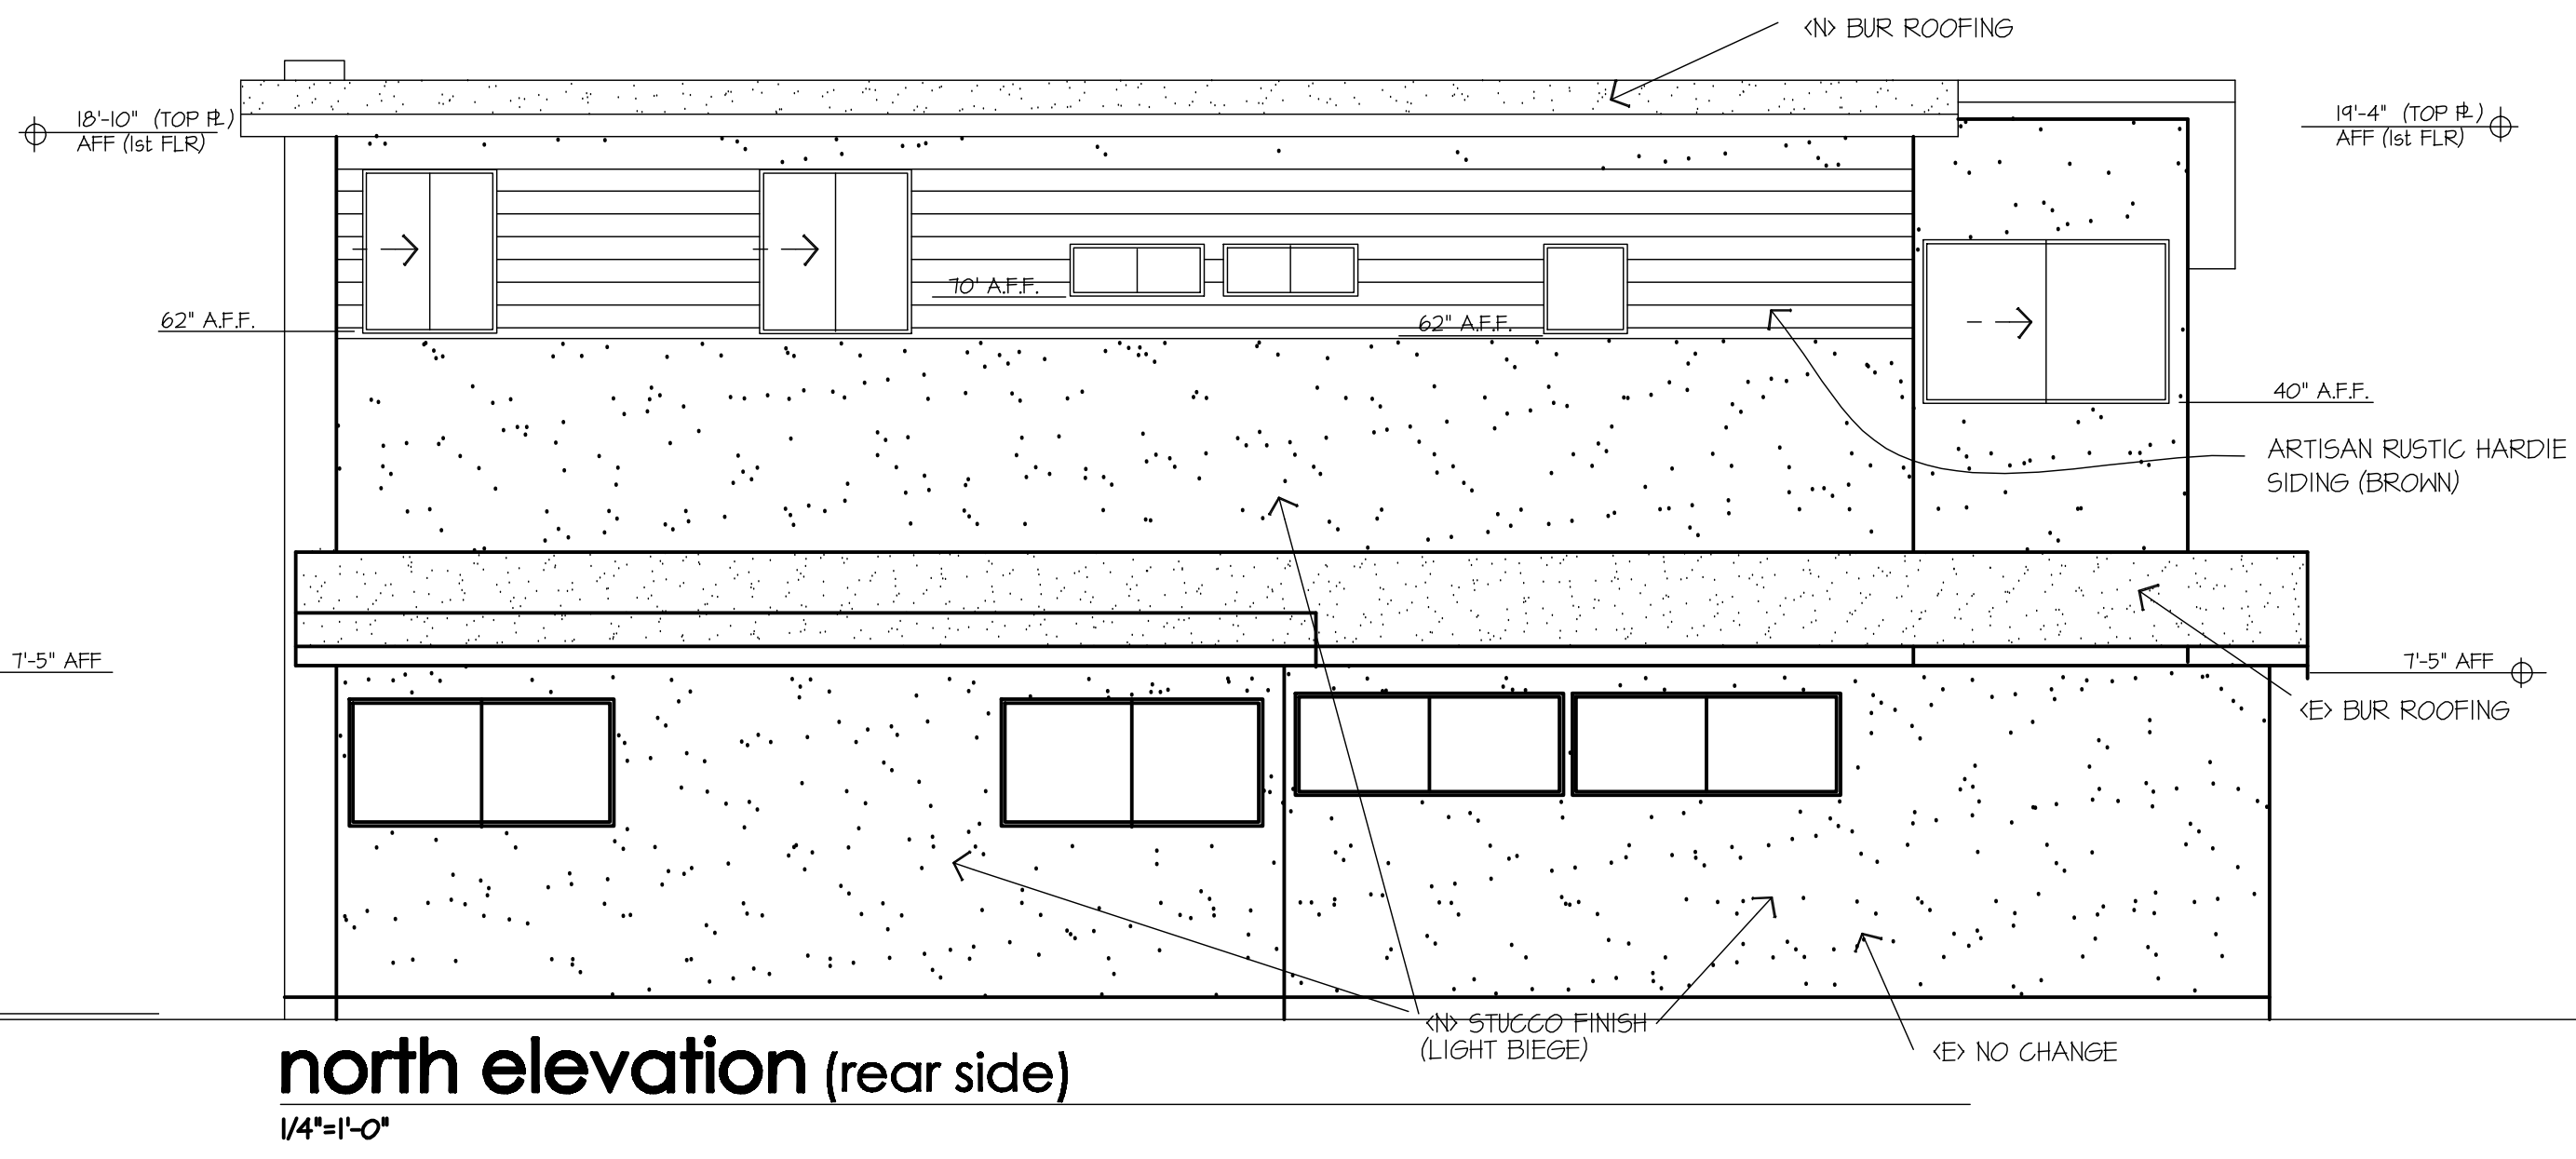 <N> BUR ROOFING
18'-10" (TOP PL)
AFF (1st FLR)
19'-4" (TOP PL)
AFF (1st FLR)
70' A.F.F.
62" A.F.F.
62" A.F.F.
40" A.F.F.
ARTISAN RUSTIC HARDIE
SIDING (BROWN)
7'-5" AFF
7'-5" AFF
<E> BUR ROOFING
<N> STUCCO FINISH
(LIGHT BIEGE)
<E> NO CHANGE
north elevation (rear side)
1/4"=1'-0"